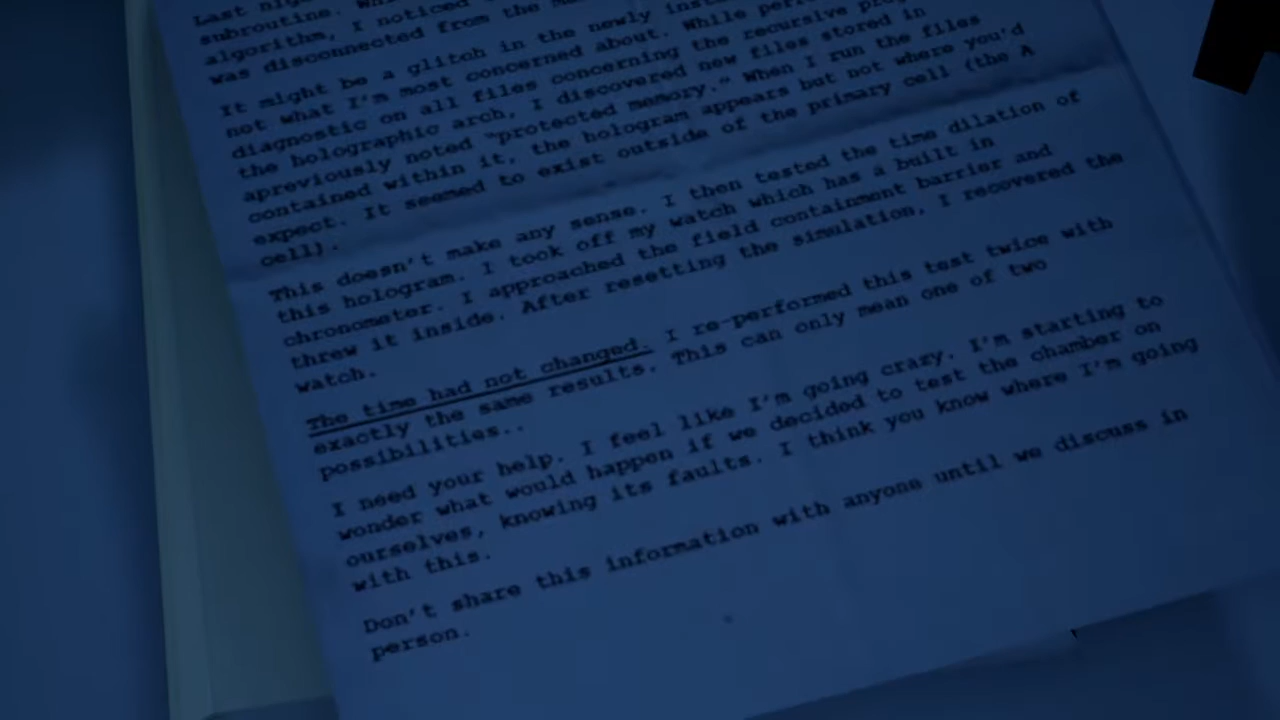 Last nig
subroutine. Wh
algorithm, I noticed
was disconnected from the ma
It might be a glitch in the newly inst
not what I'm most concerned about. While perf
diagnostic on all files concerning the recursive pro
the holographic arch, I discovered new files stored in
apreviously noted "protected memory." When I run the files
contained within it, the hologram appears but not where you'd
expect. It seemed to exist outside of the primary cell (the A
cell).
This doesn't make any sense. I then tested the time dilation of
this hologram. I took off my watch which has a built in
chronometer. I approached the field containment barrier and
threw it inside. After resetting the simulation, I recovered the
watch.
The time had not changed. I re-performed this test twice with
exactly the same results. This can only mean one of two
possibilities..
I need your help. I feel like I'm going crazy. I'm starting to
wonder what would happen if we decided to test the chamber on
ourselves, knowing its faults. I think you know where I'm going
with this.
Don't share this information with anyone until we discuss in
person.